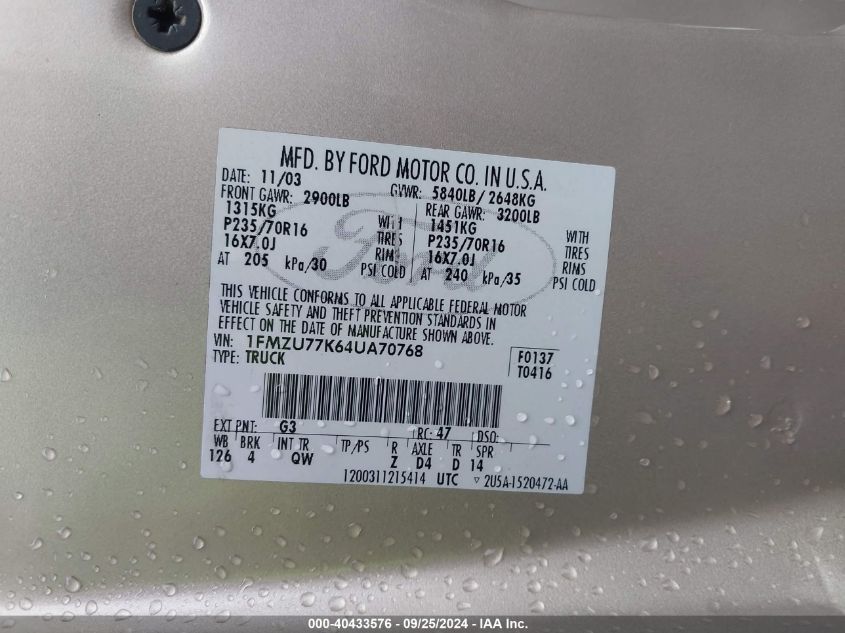 MFD. BY FORD MOTOR CO. IN U.S.A.
DATE: 11/03 GVWR: 5840LB/ 2648KG
FRONT GAWR: 2900LB REAR GAWR: 3200LB
1315KG WITH 1451KG WITH
P235/70R16 TIRES P235/70R16 TIRES
16X7.0J RIMS 16X7.0J RIMS
AT 205 kPa/30 PSI COLD AT 240 kPa/35 PSI COLD
Ford
THIS VEHICLE CONFORMS TO ALL APPLICABLE FEDERAL MOTOR
VEHICLE SAFETY AND THEFT PREVENTION STANDARDS IN
EFFECT ON THE DATE OF MANUFACTURE SHOWN ABOVE.
VIN: 1FMZU77K64UA70768 F0137
TYPE: TRUCK T0416
EXT PNT: G3 RC: 47 DSO:
WB BRK INT TR TP/PS R AXLE TR SPR
126 4 QW Z D4 D 14
1200311215414 UTC ▽ 2U5A-1520472-AA
000-40433576 - 09/25/2024 - IAA Inc.